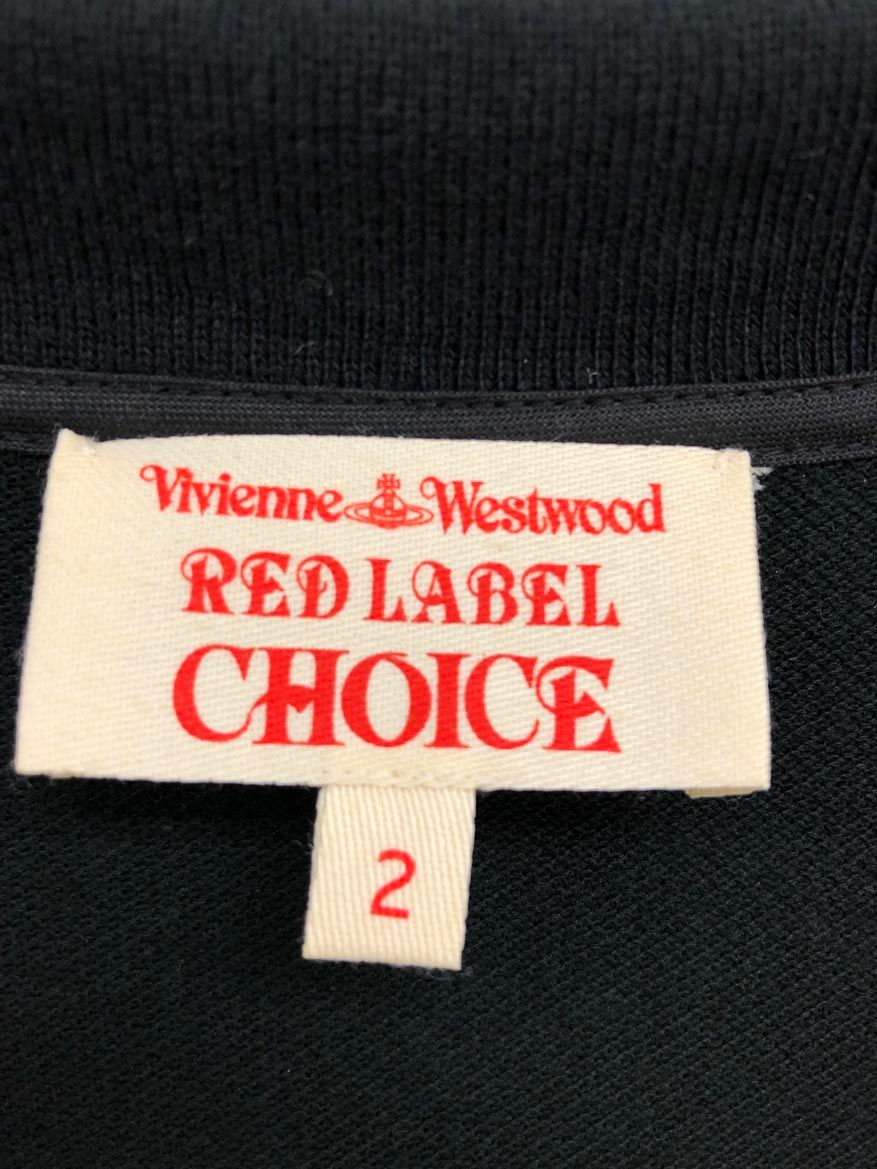 Vivienne Westwood
RED LABEL
CHOICE
2